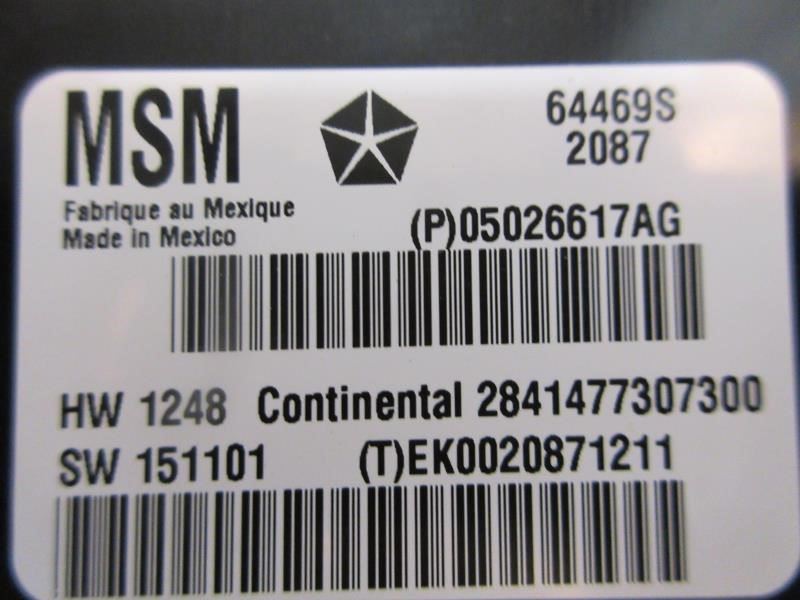 MSM
64469S
2087
Fabrique au Mexique
Made in Mexico
(P)05026617AG
HW 1248 Continental 2841477307300
SW 151101 (T)EK0020871211